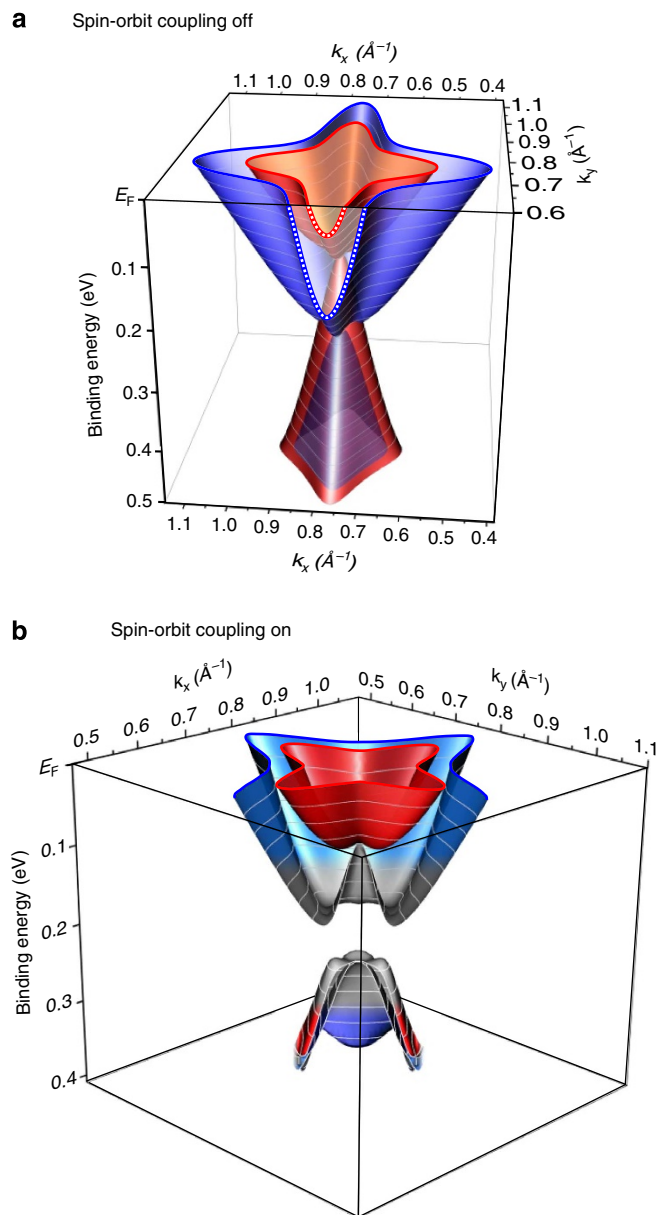 a Spin-orbit coupling off
kₓ (Å⁻¹)
1.1 1.0 0.9 0.8 0.7 0.6 0.5 0.4
1.1
1.0
0.9
0.8
0.7
0.6
k_y (Å⁻¹)
E_F
0.1
0.2
0.3
0.4
0.5
Binding energy (eV)
1.1 1.0 0.9 0.8 0.7 0.6 0.5 0.4
kₓ (Å⁻¹)
b Spin-orbit coupling on
kₓ (Å⁻¹)
k_y (Å⁻¹)
0.5 0.6 0.7 0.8 0.9 1.0
0.5 0.6 0.7 0.8 0.9 1.0 1.1
E_F
0.1
0.2
0.3
0.4
Binding energy (eV)